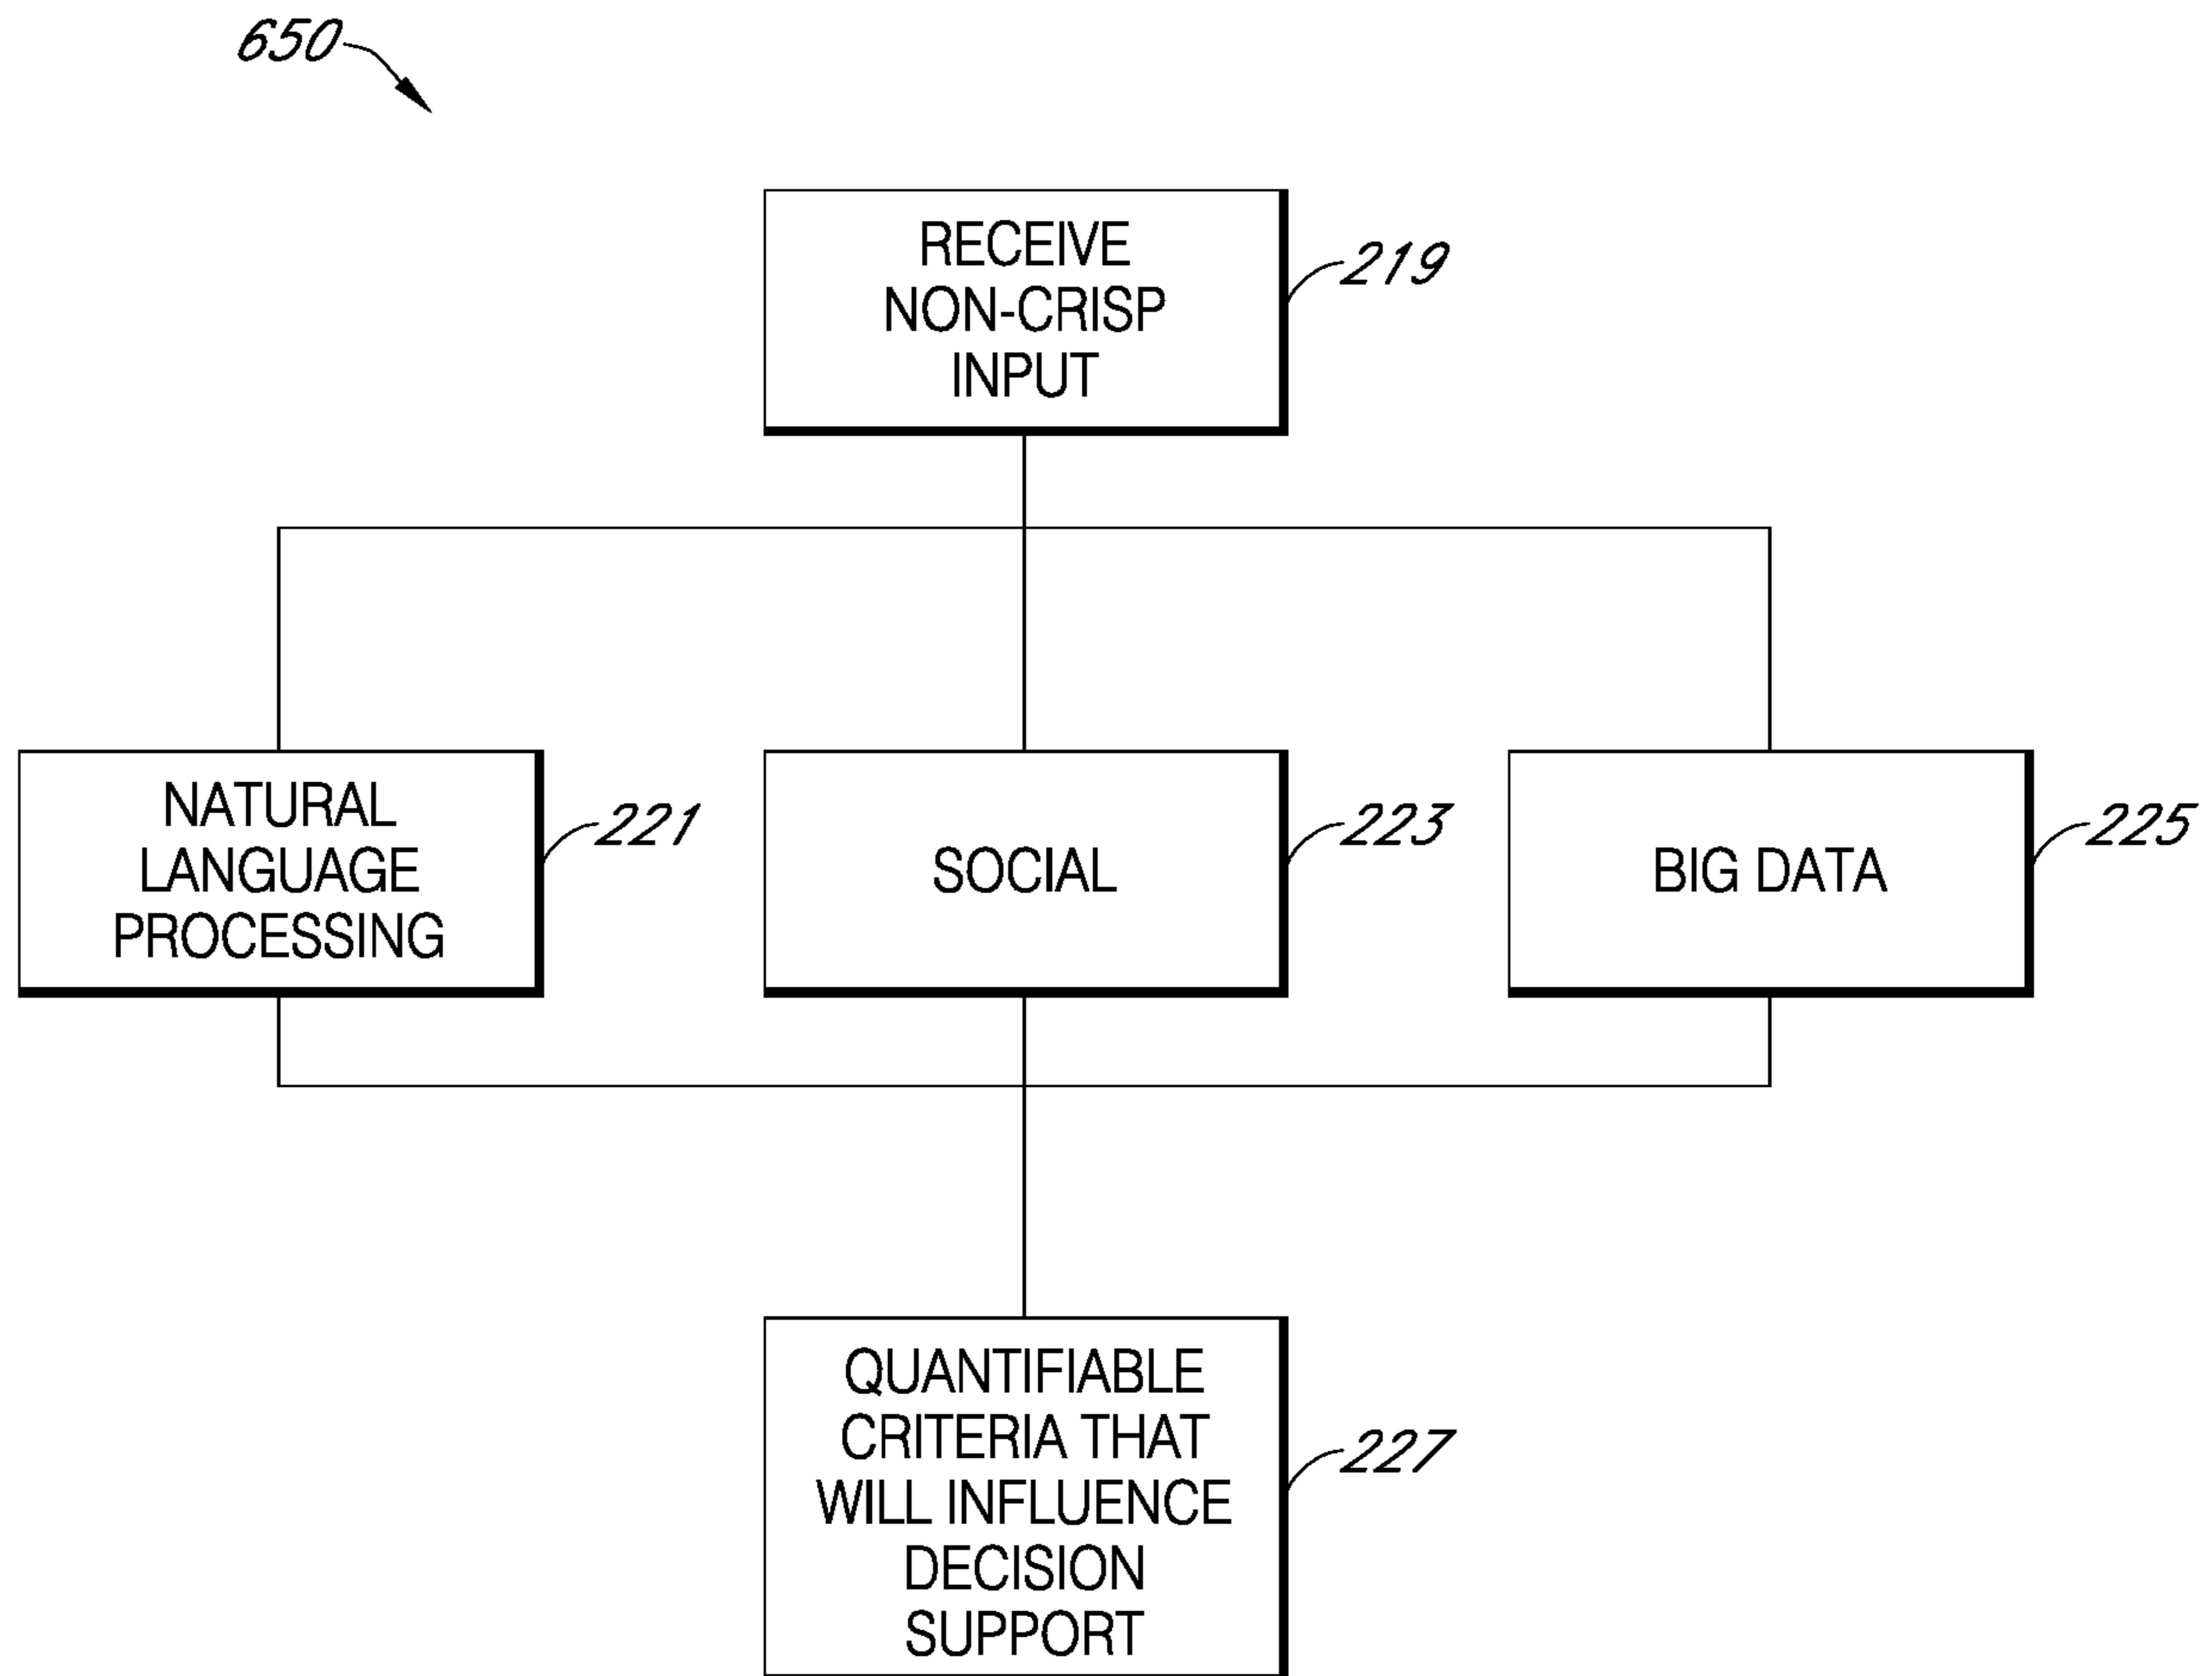 650
RECEIVE
NON-CRISP
INPUT
219
NATURAL
LANGUAGE
PROCESSING
221
SOCIAL
223
BIG DATA
225
QUANTIFIABLE
CRITERIA THAT
WILL INFLUENCE
DECISION
SUPPORT
227